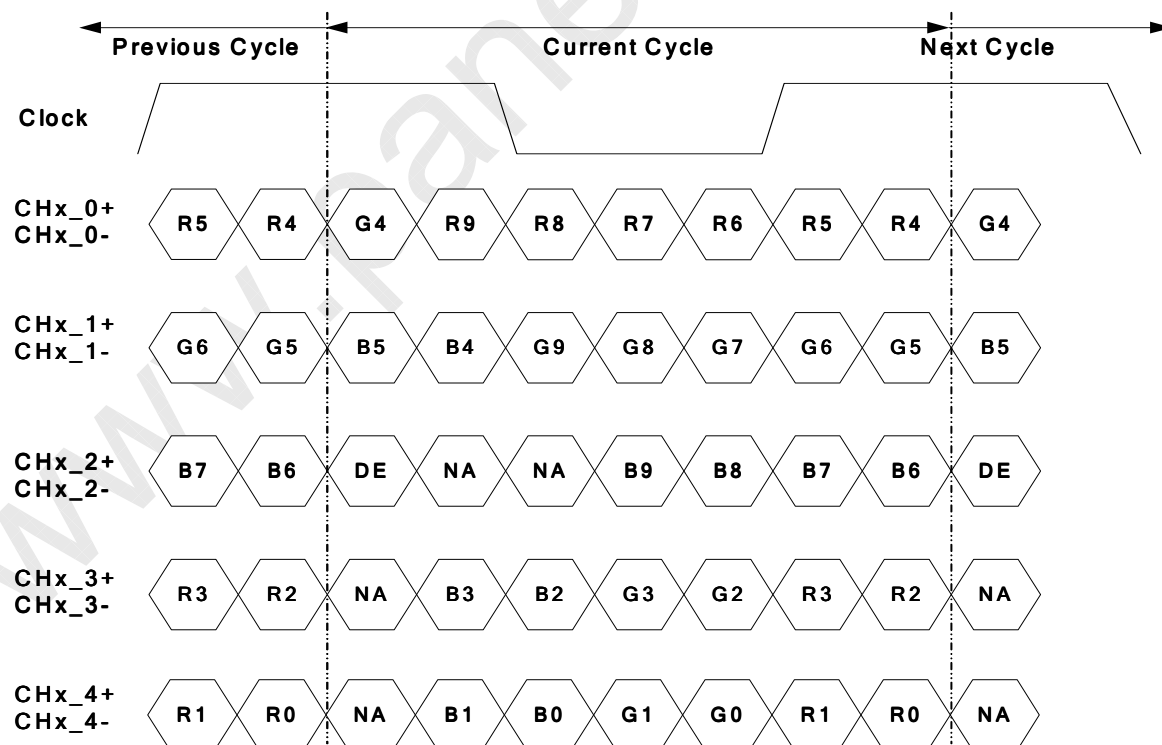 Previous Cycle Current Cycle Next Cycle
Clock
CHx_0+
CHx_0-
R5 R4 G4 R9 R8 R7 R6 R5 R4 G4
CHx_1+
CHx_1-
G6 G5 B5 B4 G9 G8 G7 G6 G5 B5
CHx_2+
CHx_2-
B7 B6 DE NA NA B9 B8 B7 B6 DE
CHx_3+
CHx_3-
R3 R2 NA B3 B2 G3 G2 R3 R2 NA
CHx_4+
CHx_4-
R1 R0 NA B1 B0 G1 G0 R1 R0 NA
www.pane